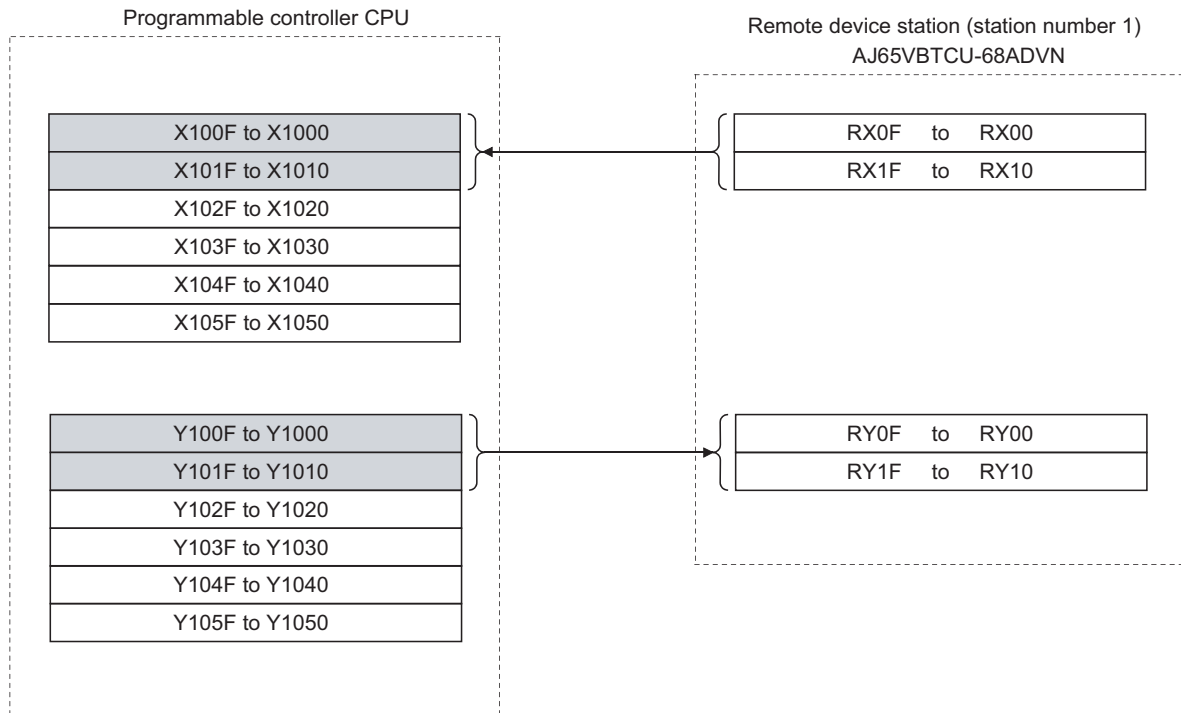 Programmable controller CPU
Remote device station (station number 1)
AJ65VBTCU-68ADVN
X100F to X1000
X101F to X1010
X102F to X1020
X103F to X1030
X104F to X1040
X105F to X1050
RX0F to RX00
RX1F to RX10
Y100F to Y1000
Y101F to Y1010
Y102F to Y1020
Y103F to Y1030
Y104F to Y1040
Y105F to Y1050
RY0F to RY00
RY1F to RY10